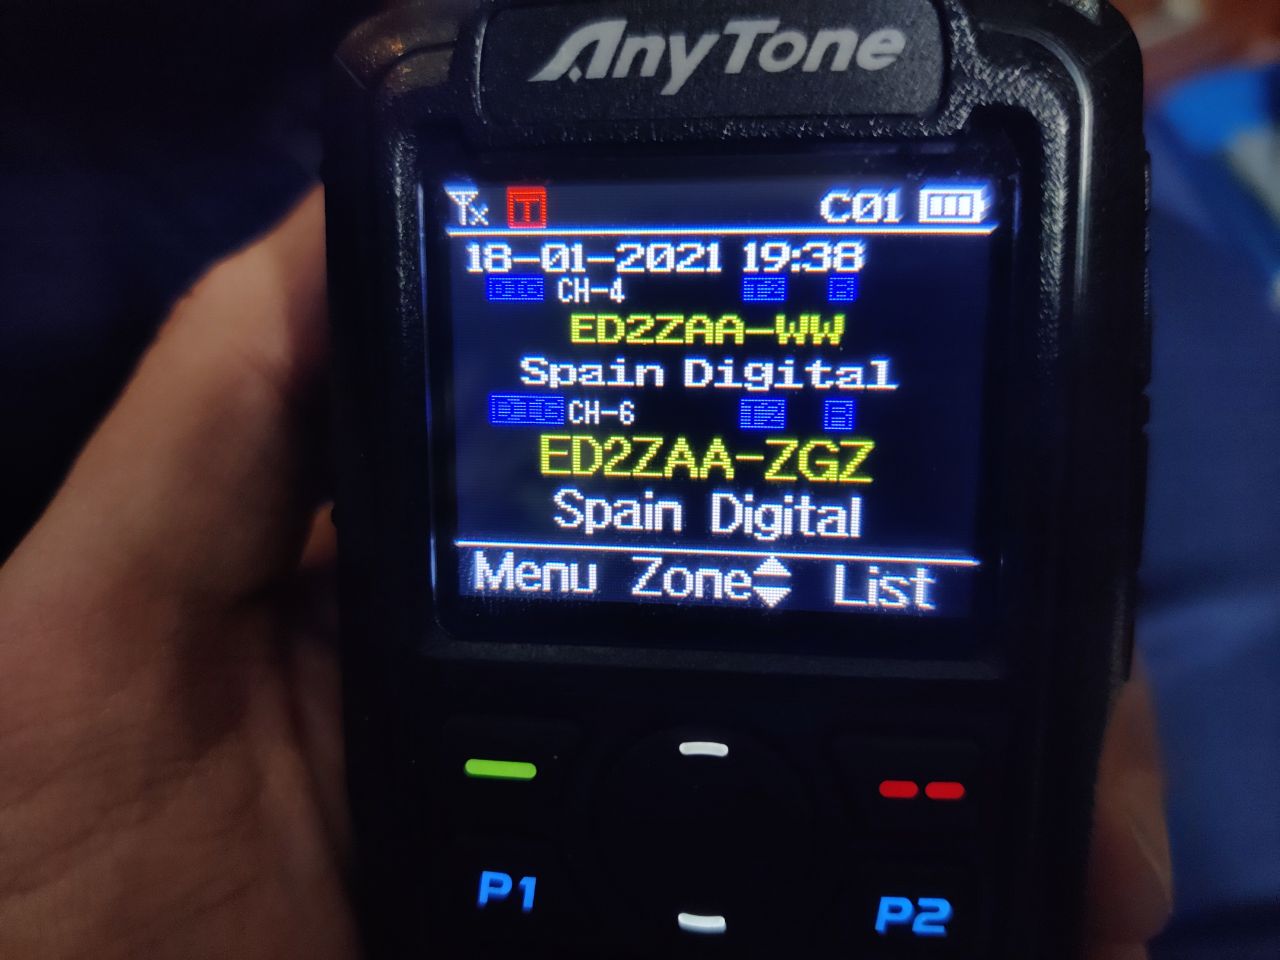 AnyTone
Tx T C01
18-01-2021 19:38
CH-4
ED2ZAA-WW
Spain Digital
CH-6
ED2ZAA-ZGZ
Spain Digital
Menu Zone List
P1 P2